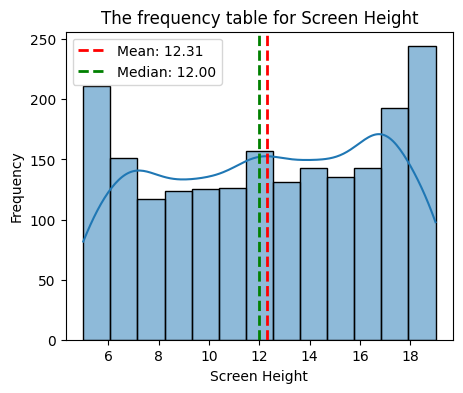 The frequency table for Screen Height
Mean: 12.31
Median: 12.00
250
200
150
100
50
0
Frequency
6 8 10 12 14 16 18
Screen Height